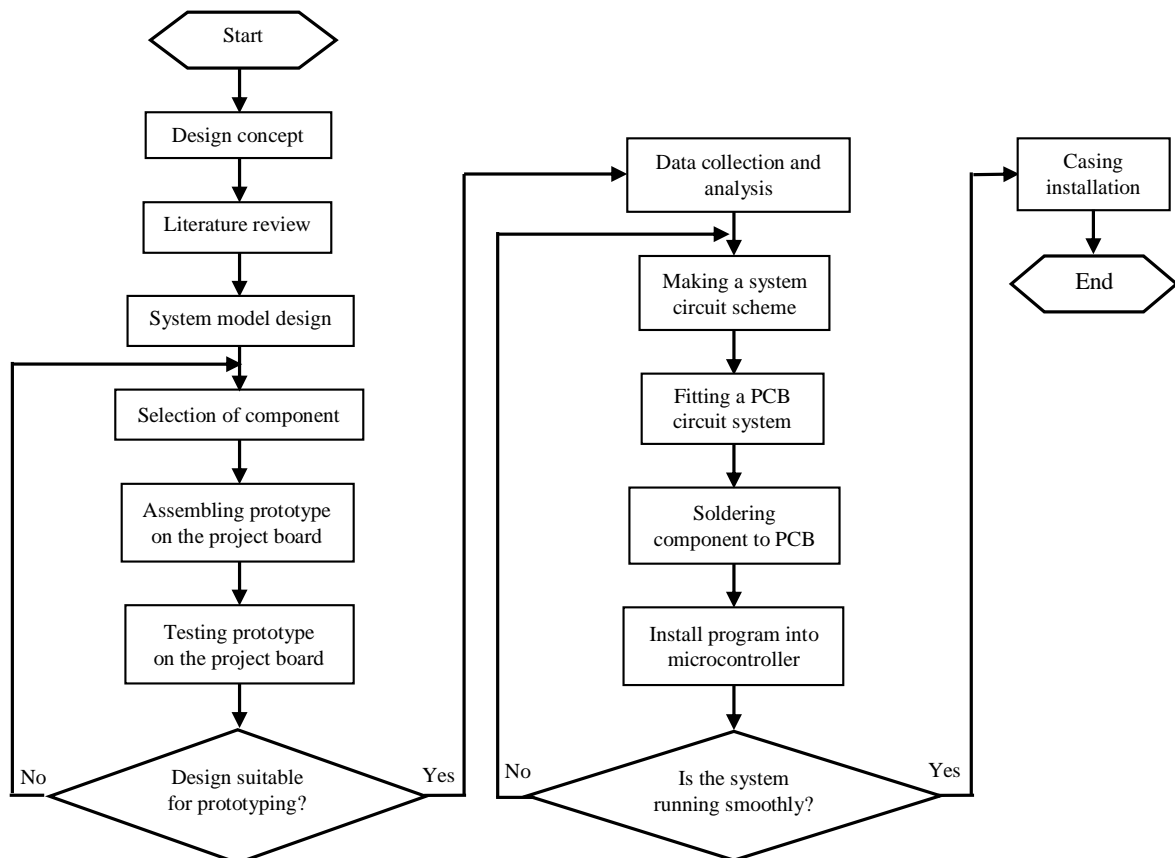 Start
Design concept
Literature review
System model design
Selection of component
Assembling prototype
on the project board
Testing prototype
on the project board
No
Design suitable
for prototyping?
Yes
Data collection and
analysis
Making a system
circuit scheme
Fitting a PCB
circuit system
Soldering
component to PCB
Install program into
microcontroller
No
Is the system
running smoothly?
Yes
Casing
installation
End